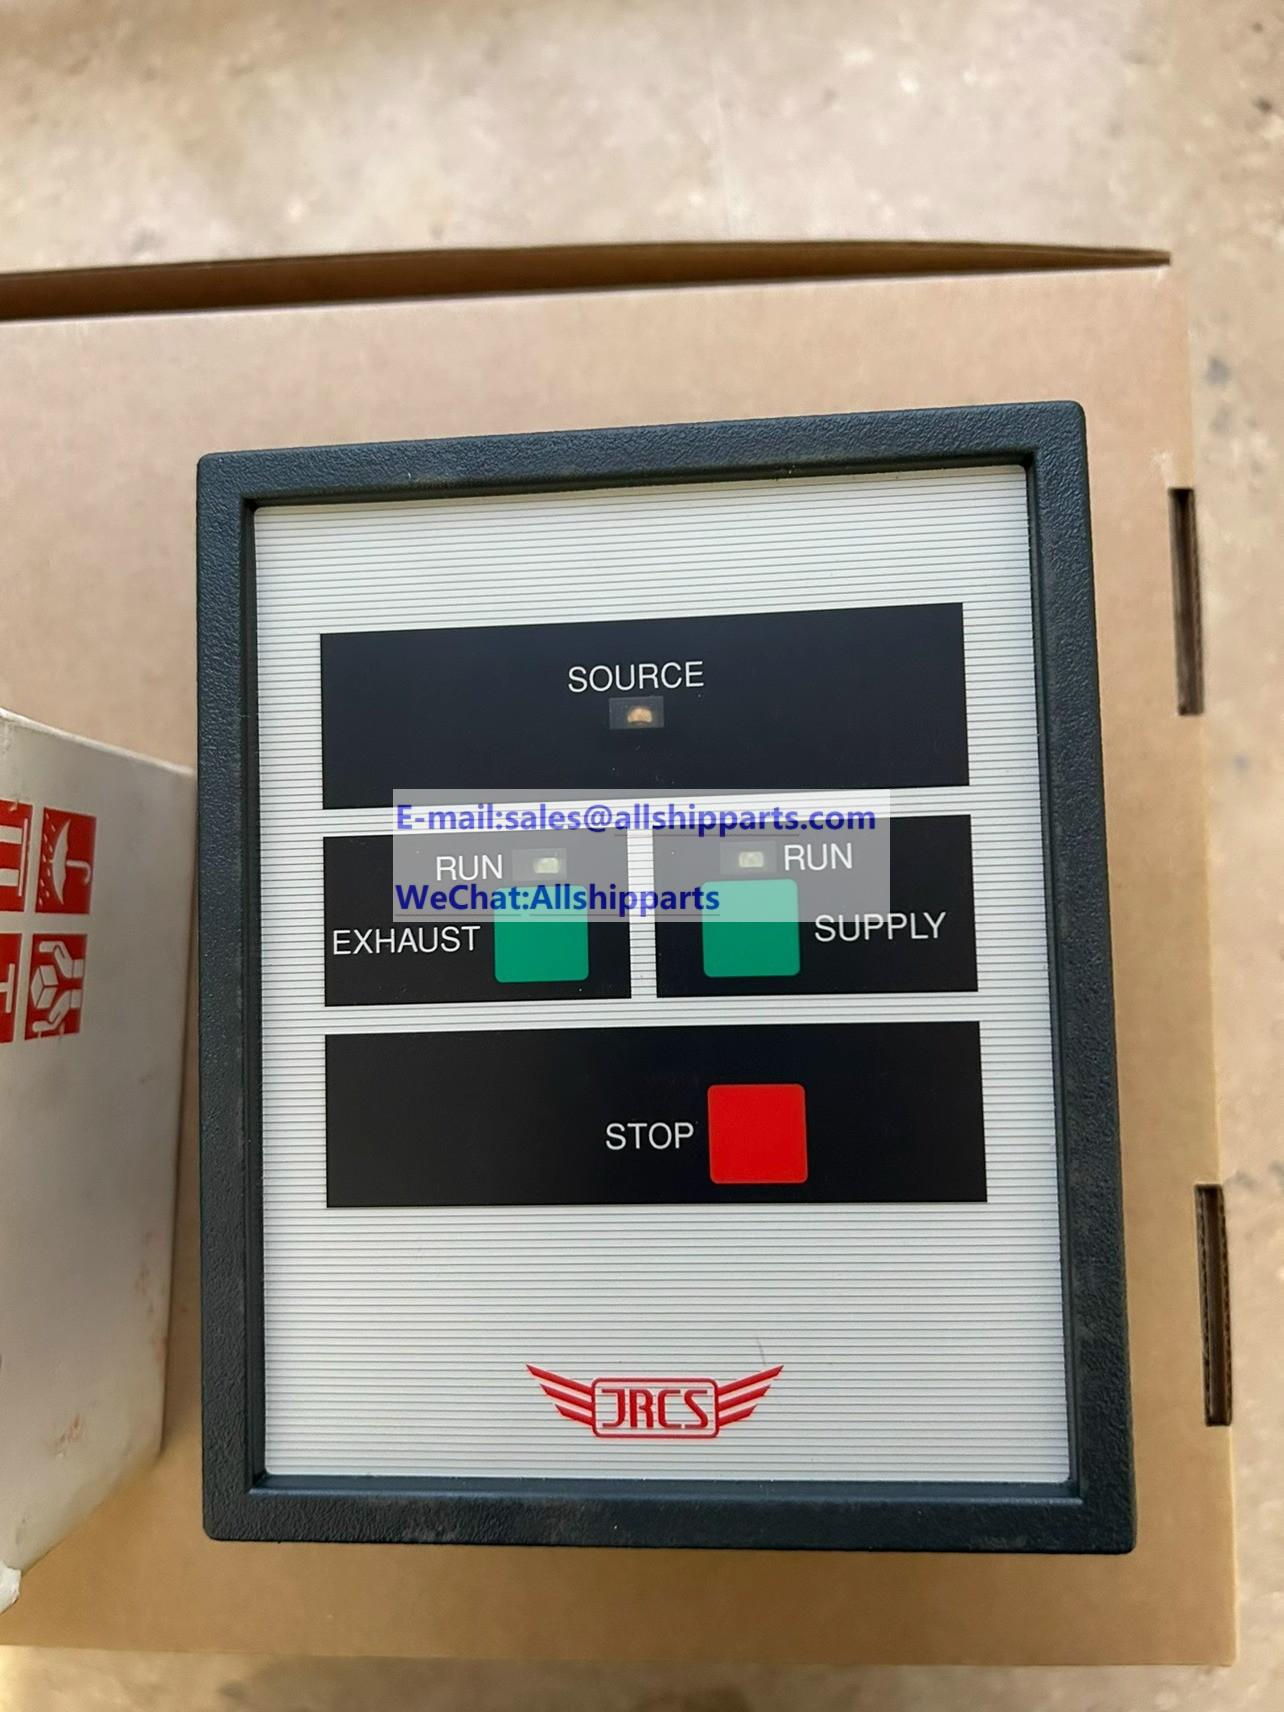 SOURCE
E-mail:sales@allshipparts.com
RUN
RUN
WeChat:Allshipparts
EXHAUST
SUPPLY
STOP
JRCS